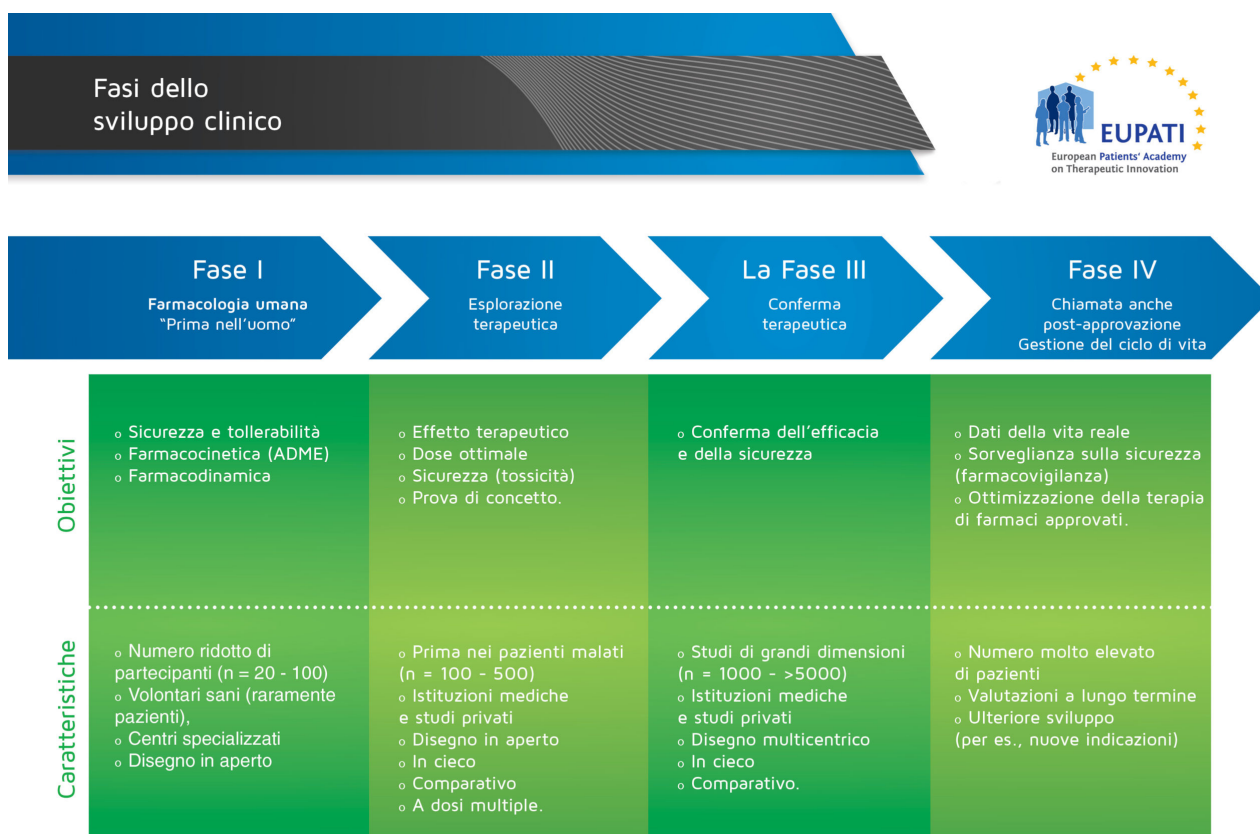 Fasi dello
sviluppo clinico
EUPATI
European Patients' Academy
on Therapeutic Innovation
Fase I
Farmacologia umana
“Prima nell’uomo”
Fase II
Esplorazione
terapeutica
La Fase III
Conferma
terapeutica
Fase IV
Chiamata anche
post-approvazione
Gestione del ciclo di vita
Obiettivi
o Sicurezza e tollerabilità
o Farmacocinetica (ADME)
o Farmacodinamica
o Effetto terapeutico
o Dose ottimale
o Sicurezza (tossicità)
o Prova di concetto.
o Conferma dell’efficacia
e della sicurezza
o Dati della vita reale
o Sorveglianza sulla sicurezza
(farmacovigilanza)
o Ottimizzazione della terapia
di farmaci approvati.
Caratteristiche
o Numero ridotto di
partecipanti (n = 20 - 100)
o Volontari sani (raramente
pazienti),
o Centri specializzati
o Disegno in aperto
o Prima nei pazienti malati
(n = 100 - 500)
o Istituzioni mediche
e studi privati
o Disegno in aperto
o In cieco
o Comparativo
o A dosi multiple.
o Studi di grandi dimensioni
(n = 1000 - >5000)
o Istituzioni mediche
e studi privati
o Disegno multicentrico
o In cieco
o Comparativo.
o Numero molto elevato
di pazienti
o Valutazioni a lungo termine
o Ulteriore sviluppo
(per es., nuove indicazioni)